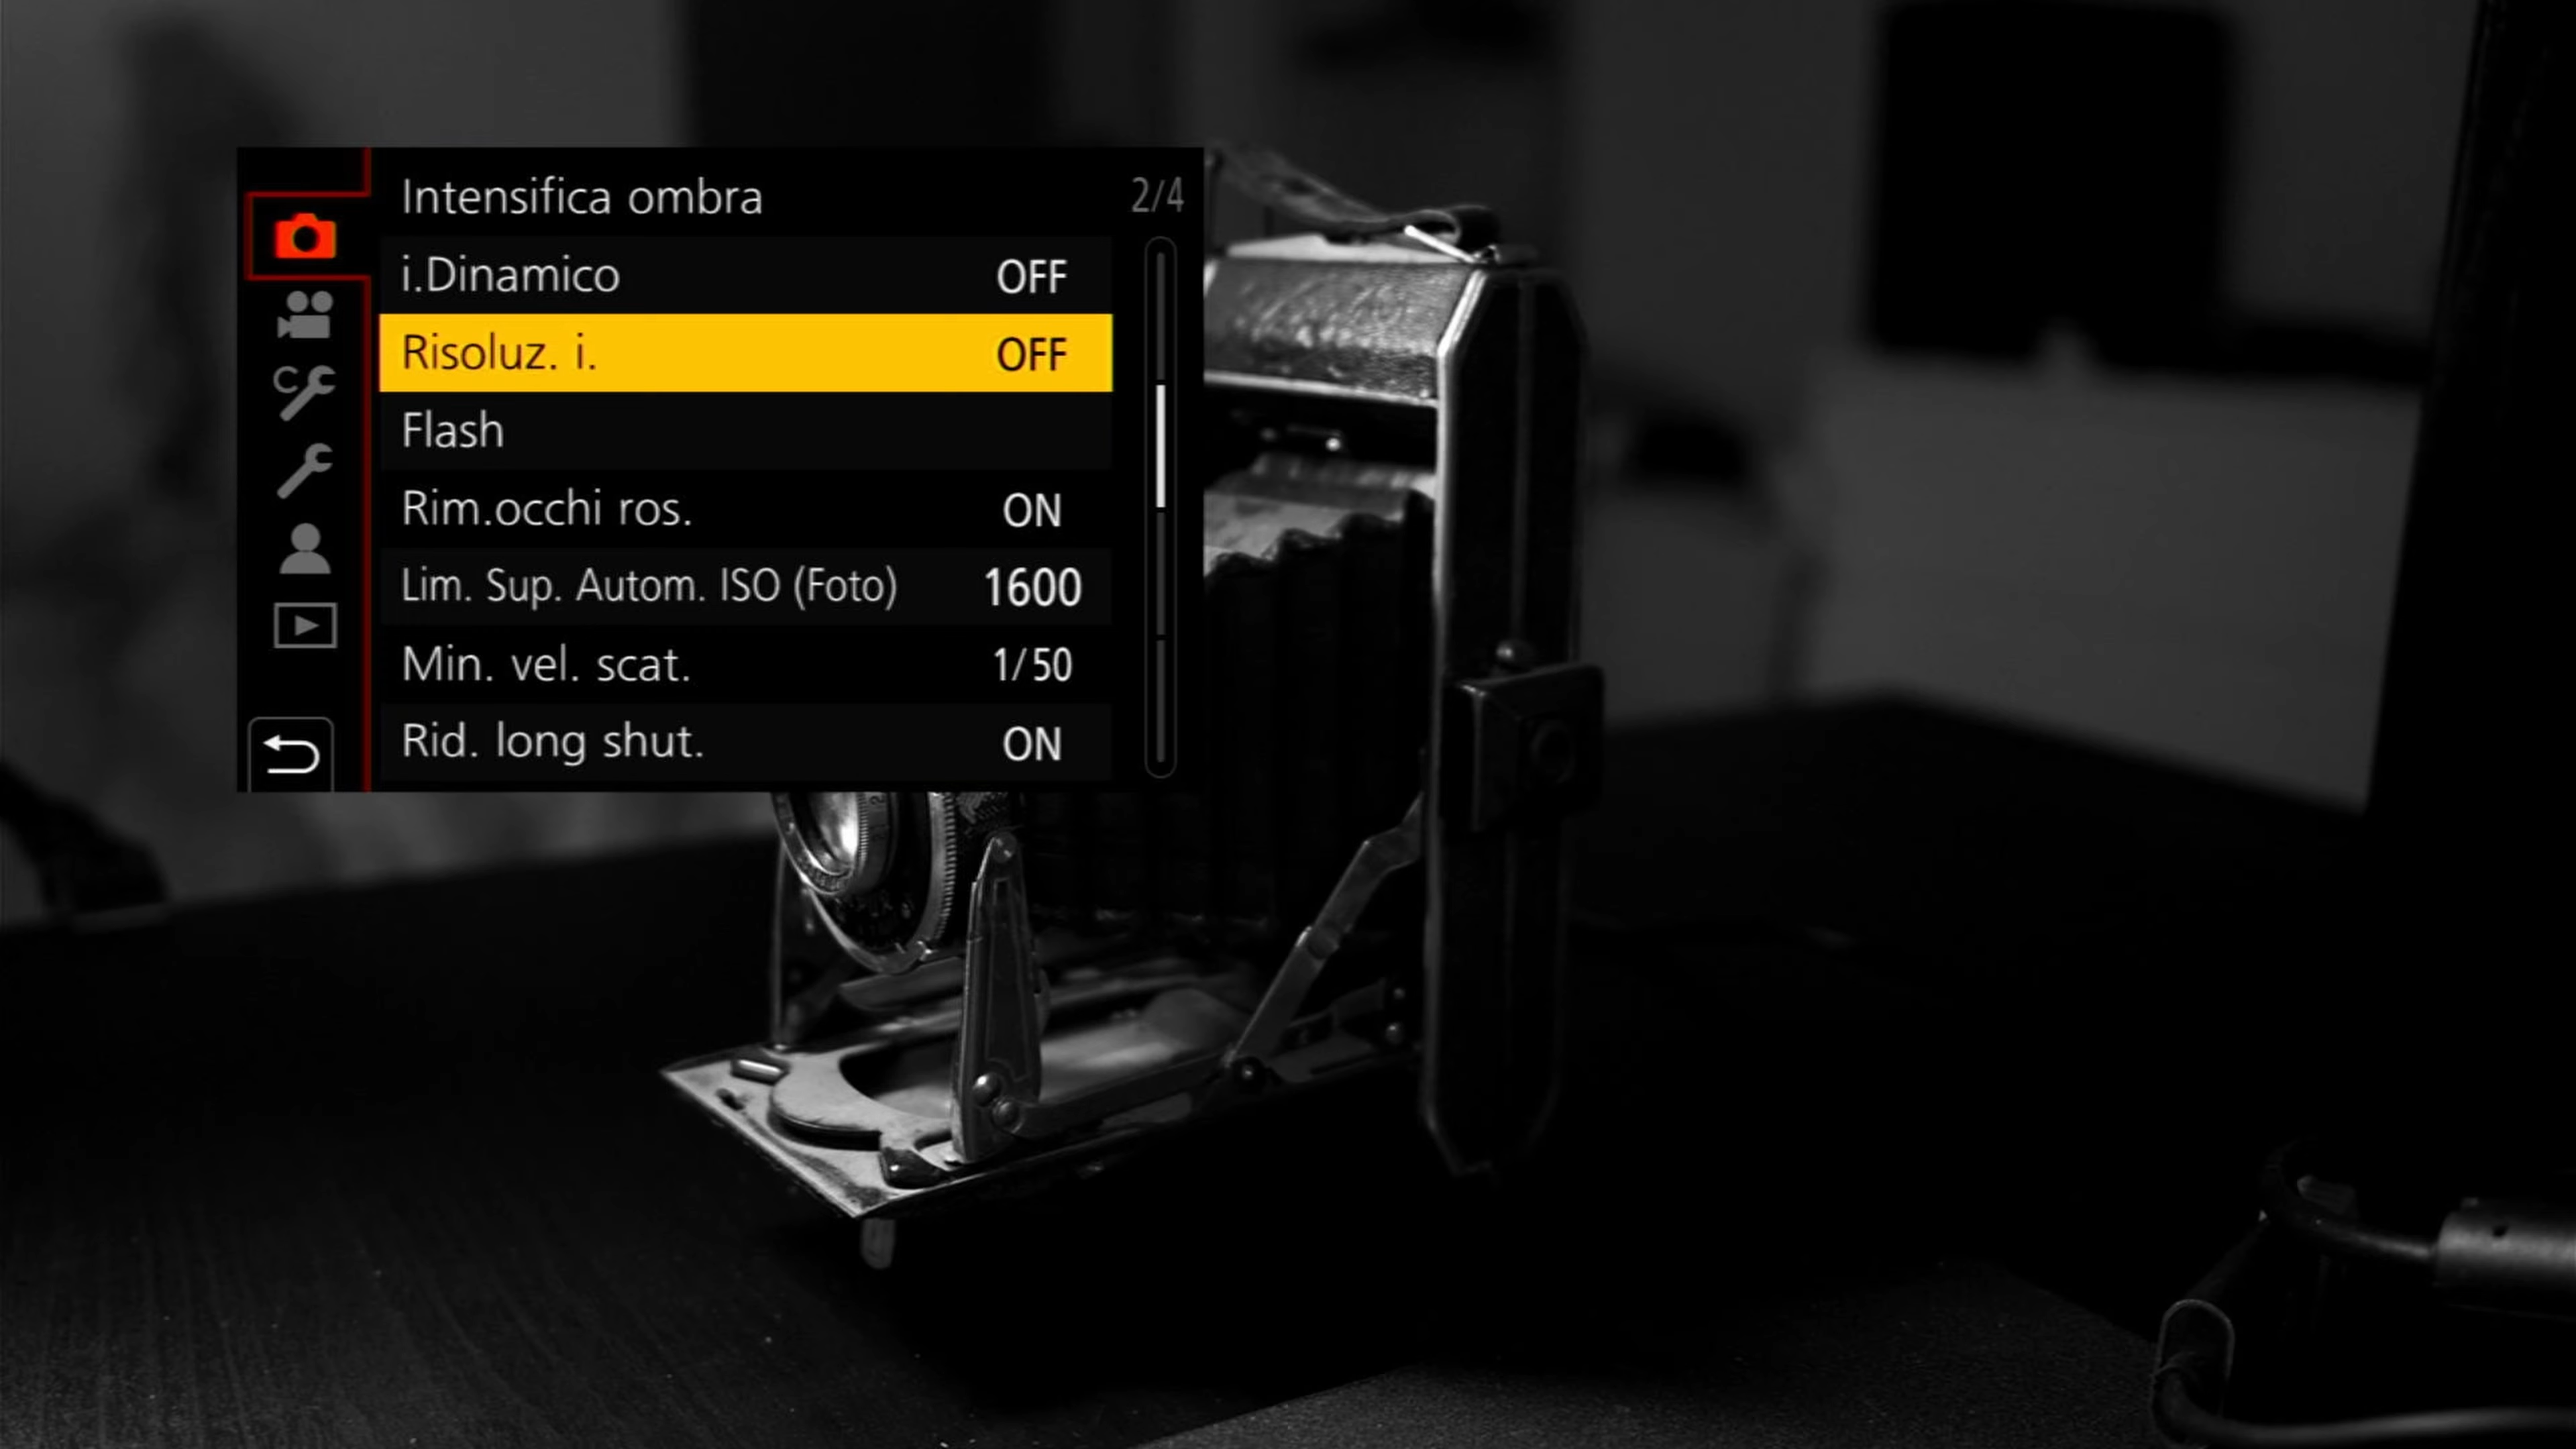 Intensifica ombra 2/4
i.Dinamico OFF
Risoluz. i. OFF
Flash
Rim.occhi ros. ON
Lim. Sup. Autom. ISO (Foto) 1600
Min. vel. scat. 1/50
Rid. long shut. ON
C